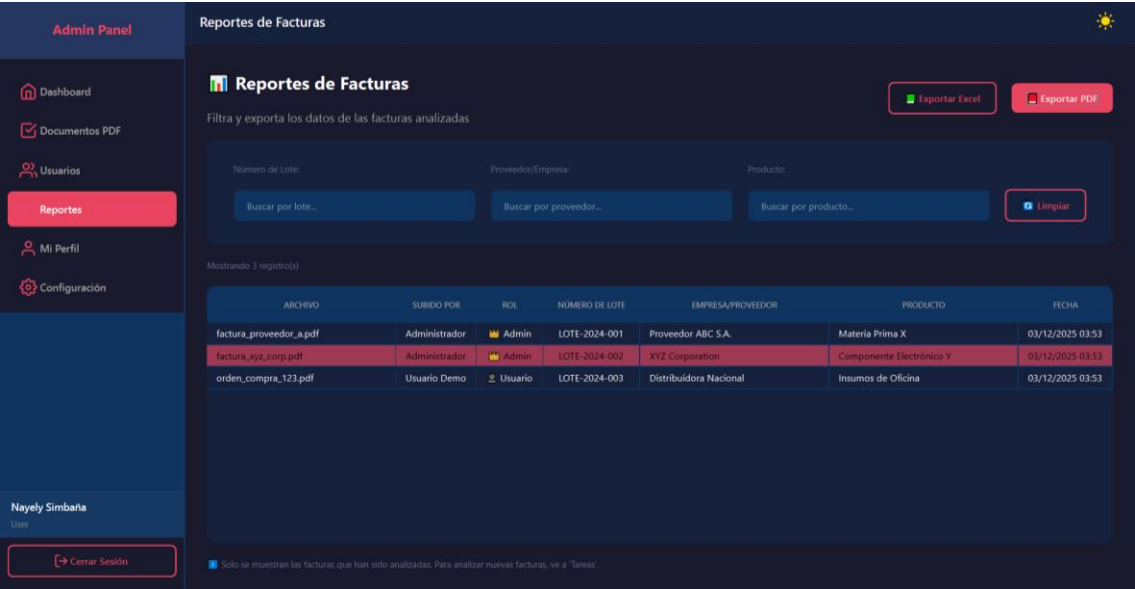 Admin Panel
Reportes de Facturas
Dashboard
Documentos PDF
Usuarios
Reportes
Mi Perfil
Configuración
Nayely Simbaña
User
Cerrar Sesión
Reportes de Facturas
Filtra y exporta los datos de las facturas analizadas
Exportar Excel
Exportar PDF
Número de Lote: Proveedor/Empresa: Producto:
Buscar por lote... Buscar por proveedor... Buscar por producto... Limpiar
Mostrando 3 registro(s)
ARCHIVO SUBIDO POR ROL NÚMERO DE LOTE EMPRESA/PROVEEDOR PRODUCTO FECHA
factura_proveedor_a.pdf Administrador Admin LOTE-2024-001 Proveedor ABC S.A. Materia Prima X 03/12/2025 03:53
factura_xyz_corp.pdf Administrador Admin LOTE-2024-002 XYZ Corporation Componente Electrónico Y 03/12/2025 03:53
orden_compra_123.pdf Usuario Demo Usuario LOTE-2024-003 Distribuidora Nacional Insumos de Oficina 03/12/2025 03:53
Solo se muestran las facturas que han sido analizadas. Para analizar nuevas facturas, ve a 'Tareas'.